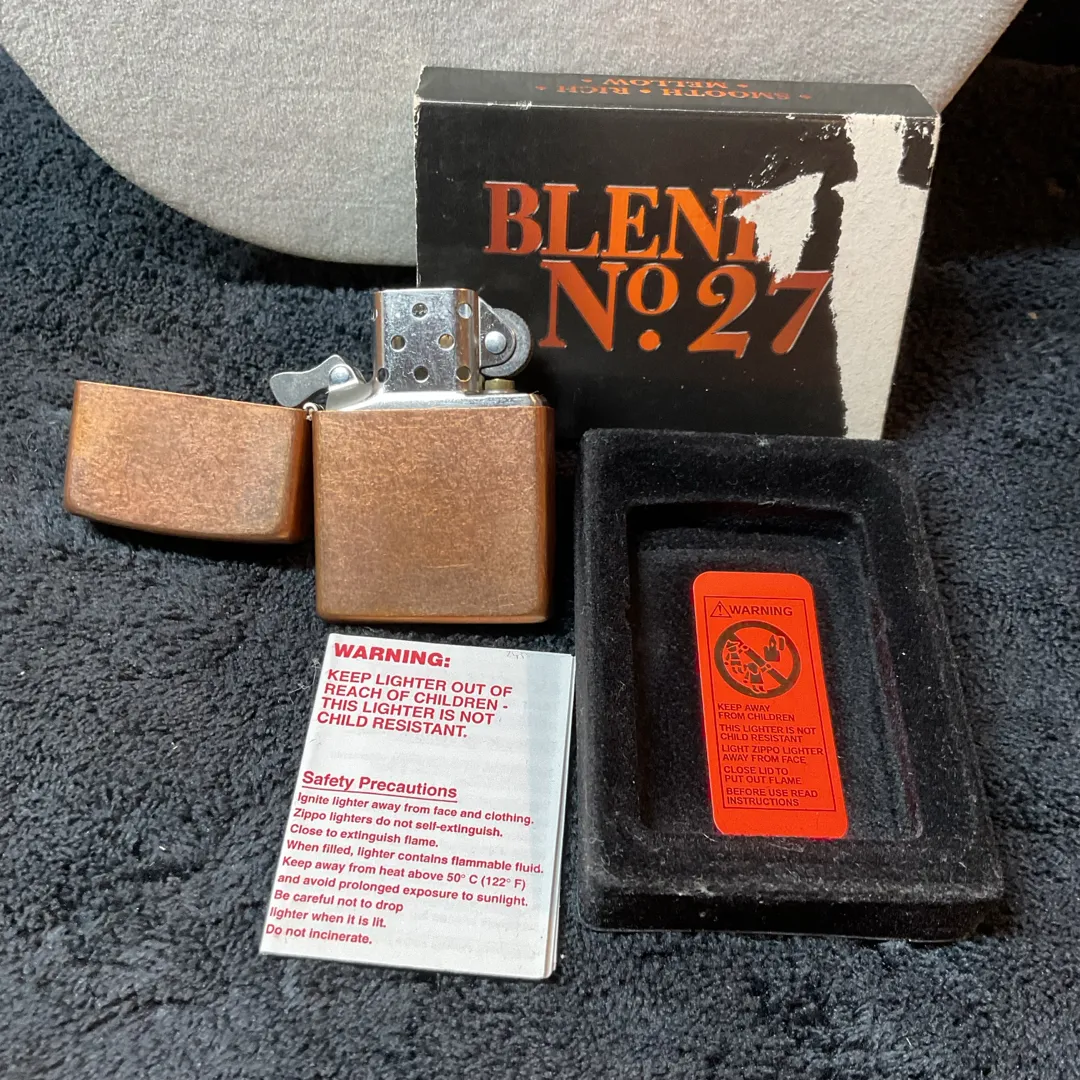 SMOOTH • RICH
• MELLOW •
BLEND
No. 27
WARNING:
KEEP LIGHTER OUT OF
REACH OF CHILDREN -
THIS LIGHTER IS NOT
CHILD RESISTANT.
Safety Precautions
Ignite lighter away from face and clothing.
Zippo lighters do not self-extinguish.
Close to extinguish flame.
When filled, lighter contains flammable fluid.
Keep away from heat above 50° C (122° F)
and avoid prolonged exposure to sunlight.
Be careful not to drop
lighter when it is lit.
Do not incinerate.
WARNING
KEEP AWAY
FROM CHILDREN
THIS LIGHTER IS NOT
CHILD RESISTANT
LIGHT ZIPPO LIGHTER
AWAY FROM FACE
CLOSE LID TO
PUT OUT FLAME
BEFORE USE READ
INSTRUCTIONS